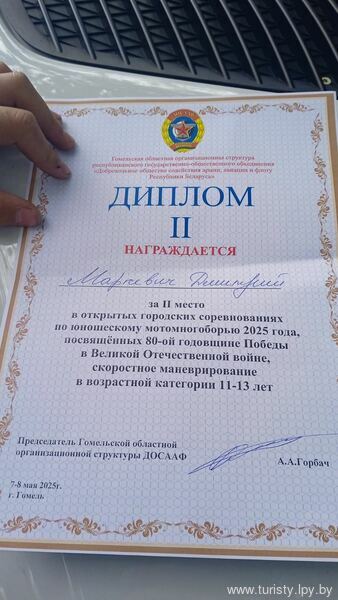 ДОСААФ
Гомельская областная организационная структура
республиканского государственно-общественного объединения
«Добровольное общество содействия армии, авиации и флоту
Республики Беларусь»
ДИПЛОМ
II
НАГРАЖДАЕТСЯ
Маркевич Дмитрий
за II место
в открытых городских соревнованиях
по юношескому мотомногоборью 2025 года,
посвящённых 80-ой годовщине Победы
в Великой Отечественной войне,
скоростное маневрирование
в возрастной категории 11-13 лет
Председатель Гомельской областной
организационной структуры ДОСААФ
А.А.Горбач
7-8 мая 2025г.
г. Гомель
www.turisty.lpy.by